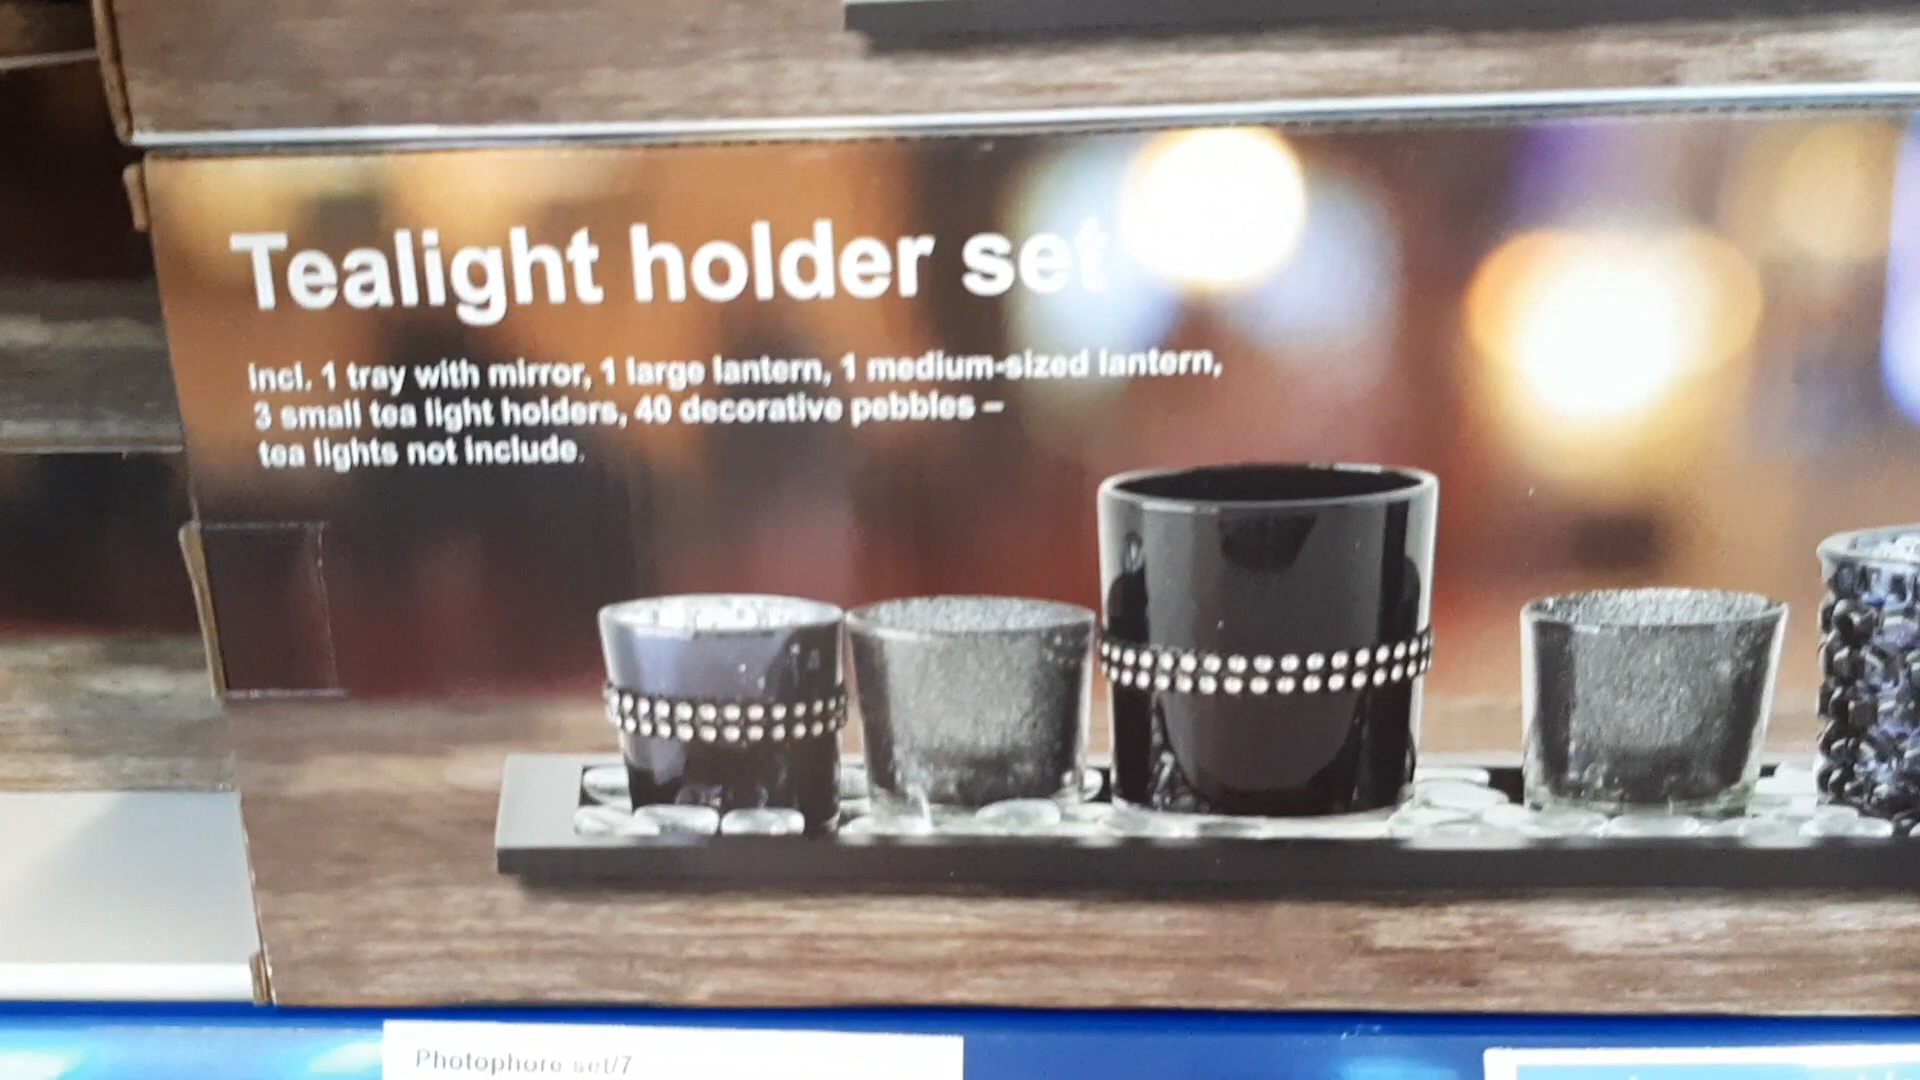 Tealight holder set
incl. 1 tray with mirror, 1 large lantern, 1 medium-sized lantern,
3 small tea light holders, 40 decorative pebbles –
tea lights not include.
Photophore set/7